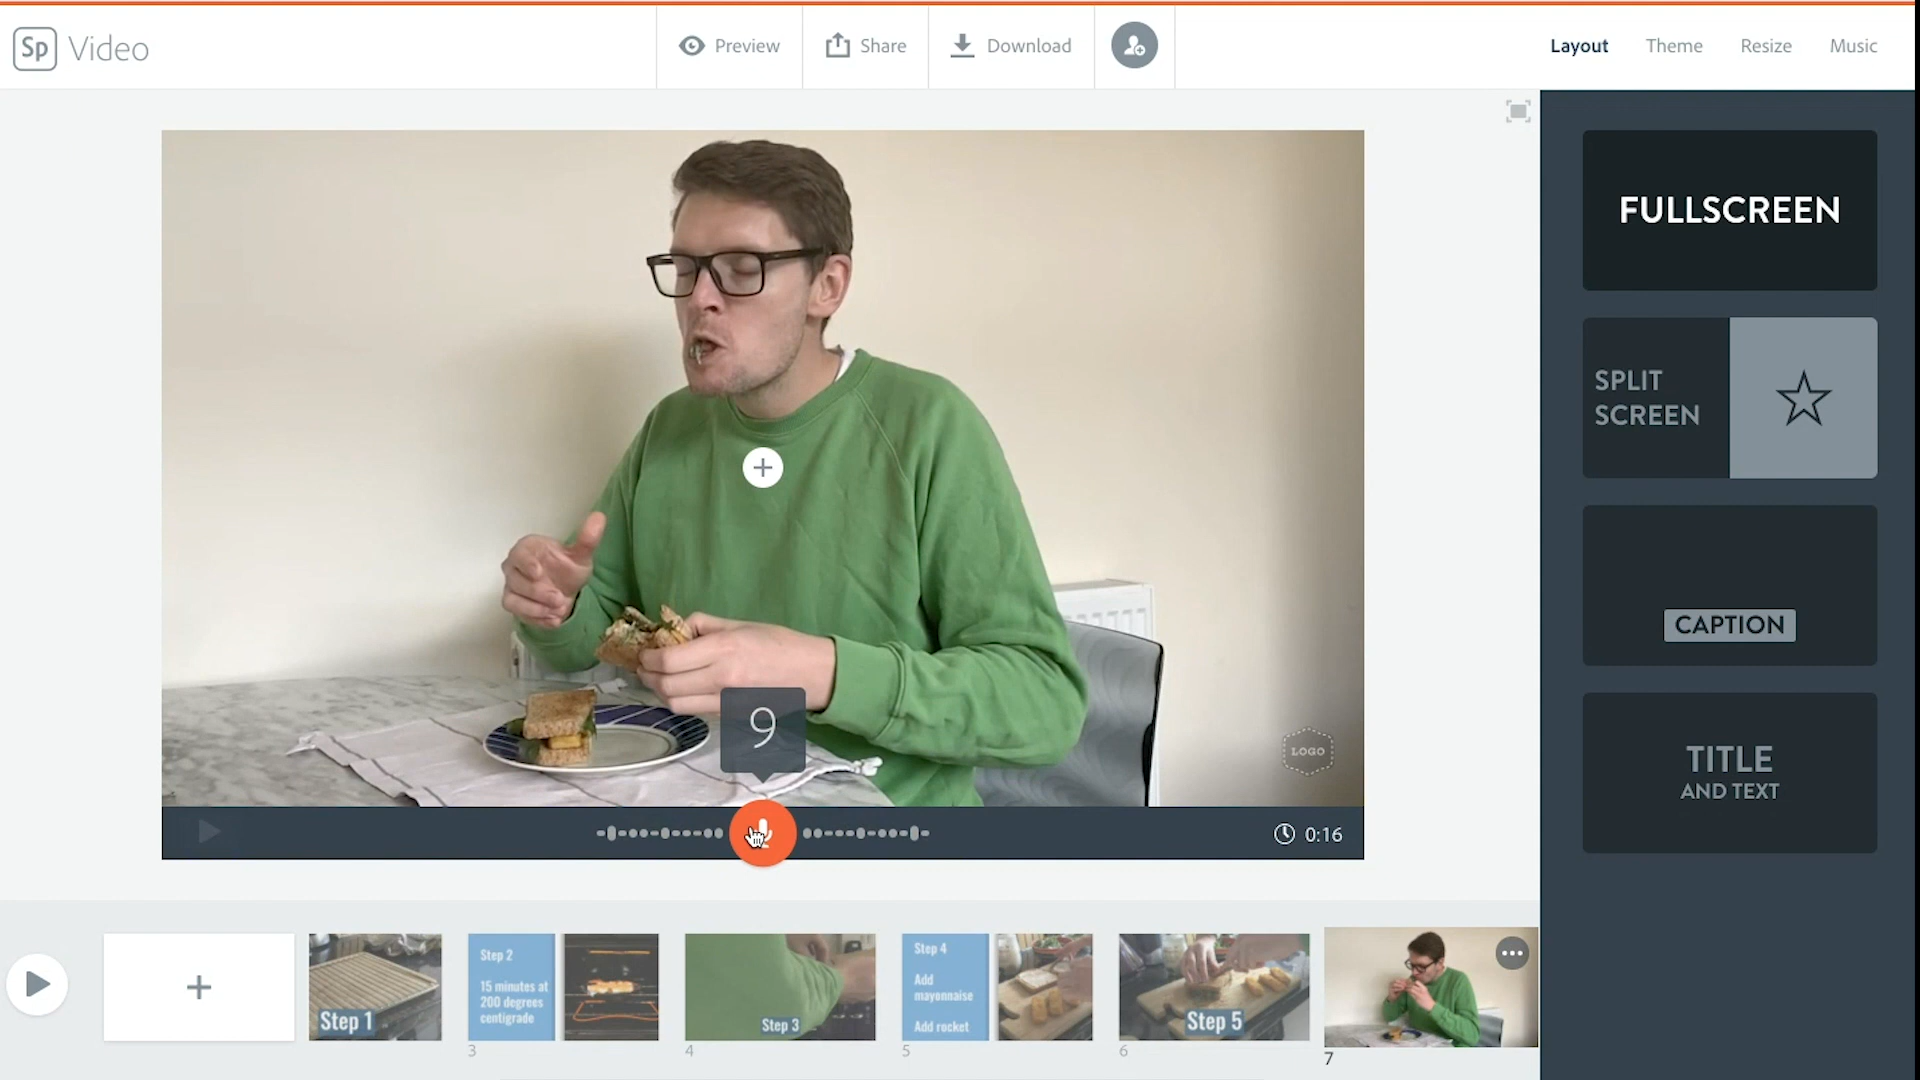 Sp Video
Preview
Share
Download
Layout
Theme
Resize
Music
FULLSCREEN
SPLIT
SCREEN
CAPTION
TITLE
AND TEXT
9
LOGO
0:16
Step 1
Step 2
15 minutes at
200 degrees
centigrade
3
Step 3
4
Step 4
Add
mayonnaise
Add rocket
5
Step 5
6
7